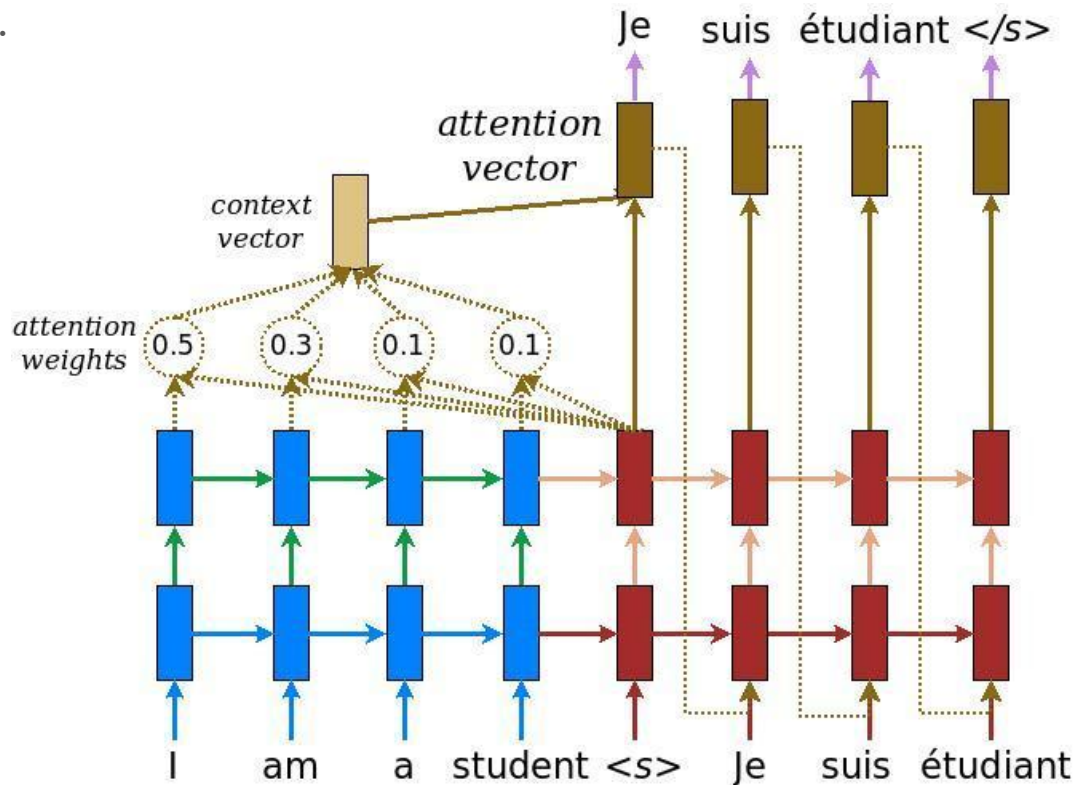 Je suis étudiant </s>
attention
vector
context
vector
attention
weights
0.5 0.3 0.1 0.1
I am a student <s> Je suis étudiant